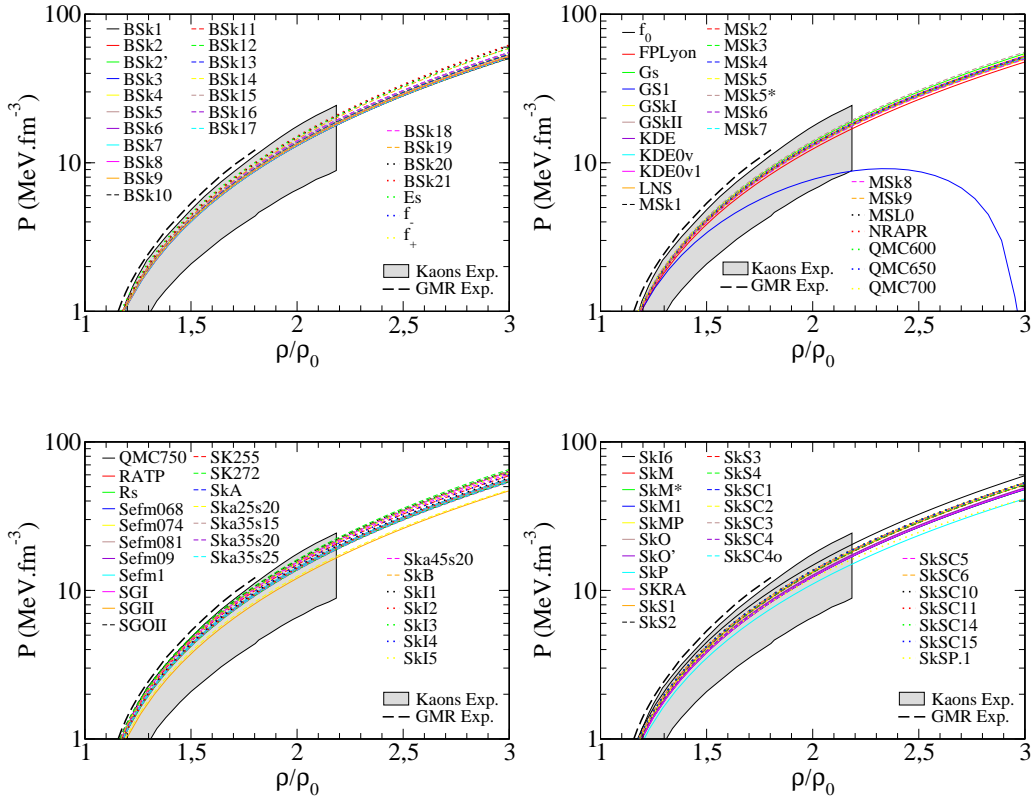 P (MeV.fm-3)
100
10
1
BSk1
BSk2
BSk2'
BSk3
BSk4
BSk5
BSk6
BSk7
BSk8
BSk9
BSk10
BSk11
BSk12
BSk13
BSk14
BSk15
BSk16
BSk17
BSk18
BSk19
BSk20
BSk21
Es
f-
f+
Kaons Exp.
GMR Exp.
1
1,5
2
2,5
3
ρ/ρ0
P (MeV.fm-3)
100
10
1
f0
FPLyon
Gs
GS1
GSkI
GSkII
KDE
KDE0v
KDE0v1
LNS
MSk1
MSk2
MSk3
MSk4
MSk5
MSk5*
MSk6
MSk7
MSk8
MSk9
MSL0
NRAPR
QMC600
QMC650
QMC700
Kaons Exp.
GMR Exp.
1
1,5
2
2,5
3
ρ/ρ0
P (MeV.fm-3)
100
10
1
QMC750
RATP
Rs
Sefm068
Sefm074
Sefm081
Sefm09
Sefm1
SGI
SGII
SGOII
SK255
SK272
SkA
Ska25s20
Ska35s15
Ska35s20
Ska35s25
Ska45s20
SkB
SkI1
SkI2
SkI3
SkI4
SkI5
Kaons Exp.
GMR Exp.
1
1,5
2
2,5
3
ρ/ρ0
P (MeV.fm-3)
100
10
1
SkI6
SkM
SkM*
SkM1
SkMP
SkO
SkO'
SkP
SKRA
SkS1
SkS2
SkS3
SkS4
SkSC1
SkSC2
SkSC3
SkSC4
SkSC4o
SkSC5
SkSC6
SkSC10
SkSC11
SkSC14
SkSC15
SkSP.1
Kaons Exp.
GMR Exp.
1
1,5
2
2,5
3
ρ/ρ0